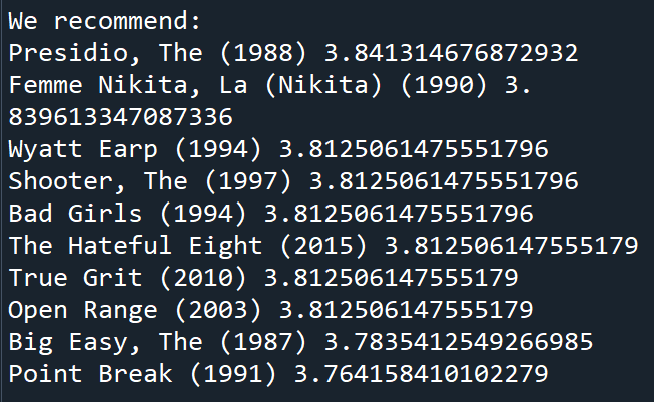 We recommend:
Presidio, The (1988) 3.841314676872932
Femme Nikita, La (Nikita) (1990) 3.
839613347087336
Wyatt Earp (1994) 3.8125061475551796
Shooter, The (1997) 3.8125061475551796
Bad Girls (1994) 3.8125061475551796
The Hateful Eight (2015) 3.812506147555179
True Grit (2010) 3.812506147555179
Open Range (2003) 3.812506147555179
Big Easy, The (1987) 3.7835412549266985
Point Break (1991) 3.764158410102279